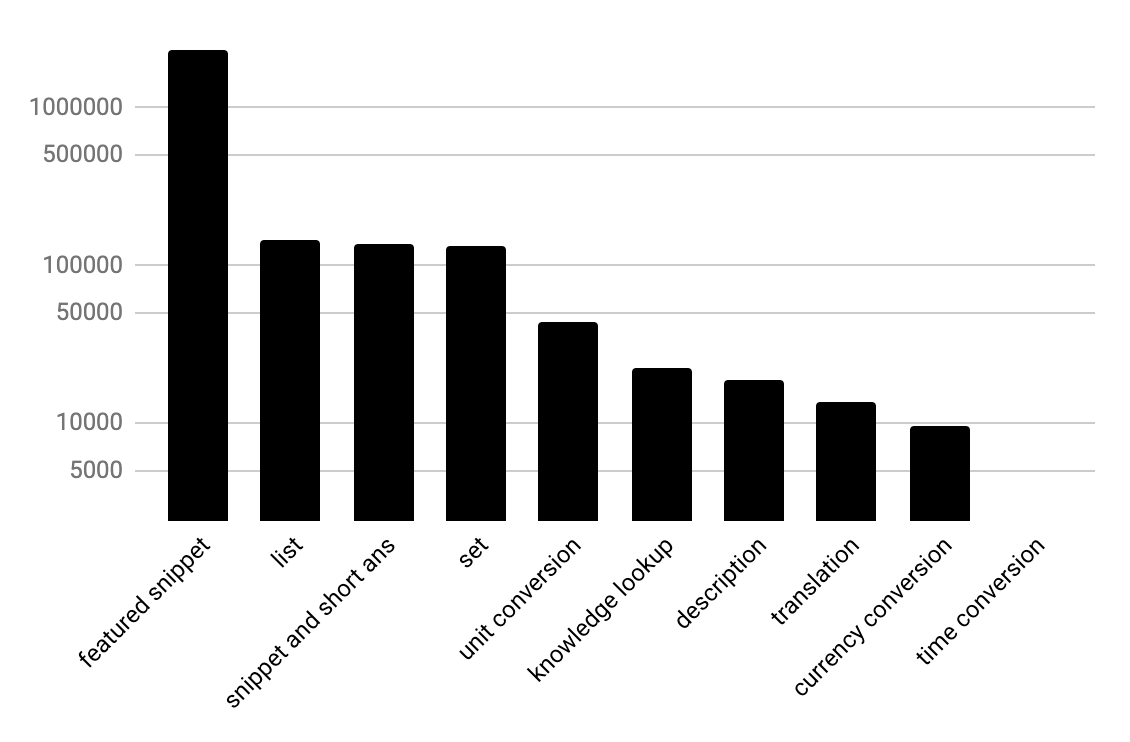 1000000
500000
100000
50000
10000
5000
featured snippet
list
snippet and short ans
set
unit conversion
knowledge lookup
description
translation
currency conversion
time conversion